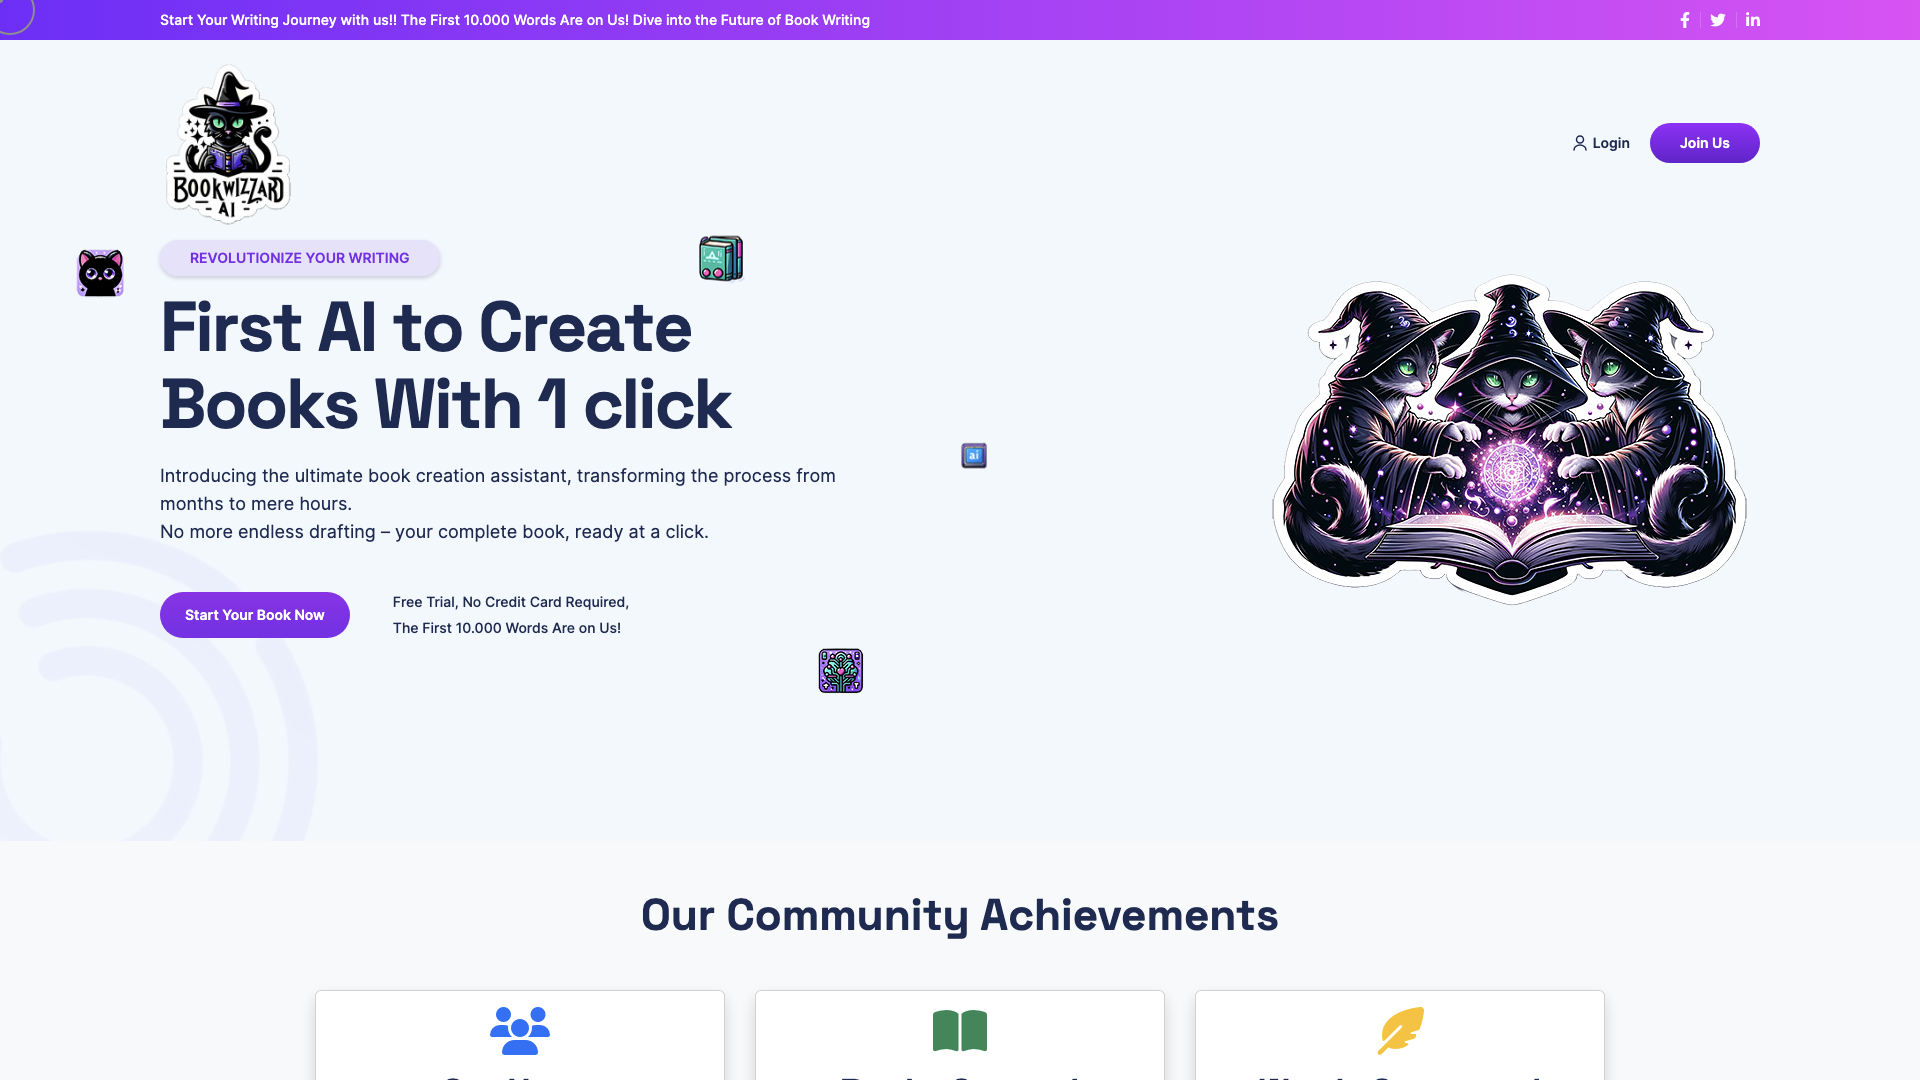 Start Your Writing Journey with us!! The First 10.000 Words Are on Us! Dive into the Future of Book Writing
BOOKWIZZARD
AI
Login
Join Us
REVOLUTIONIZE YOUR WRITING
First AI to Create
Books With 1 click
Introducing the ultimate book creation assistant, transforming the process from
months to mere hours.
No more endless drafting – your complete book, ready at a click.
ai
Start Your Book Now
Free Trial, No Credit Card Required,
The First 10.000 Words Are on Us!
Our Community Achievements